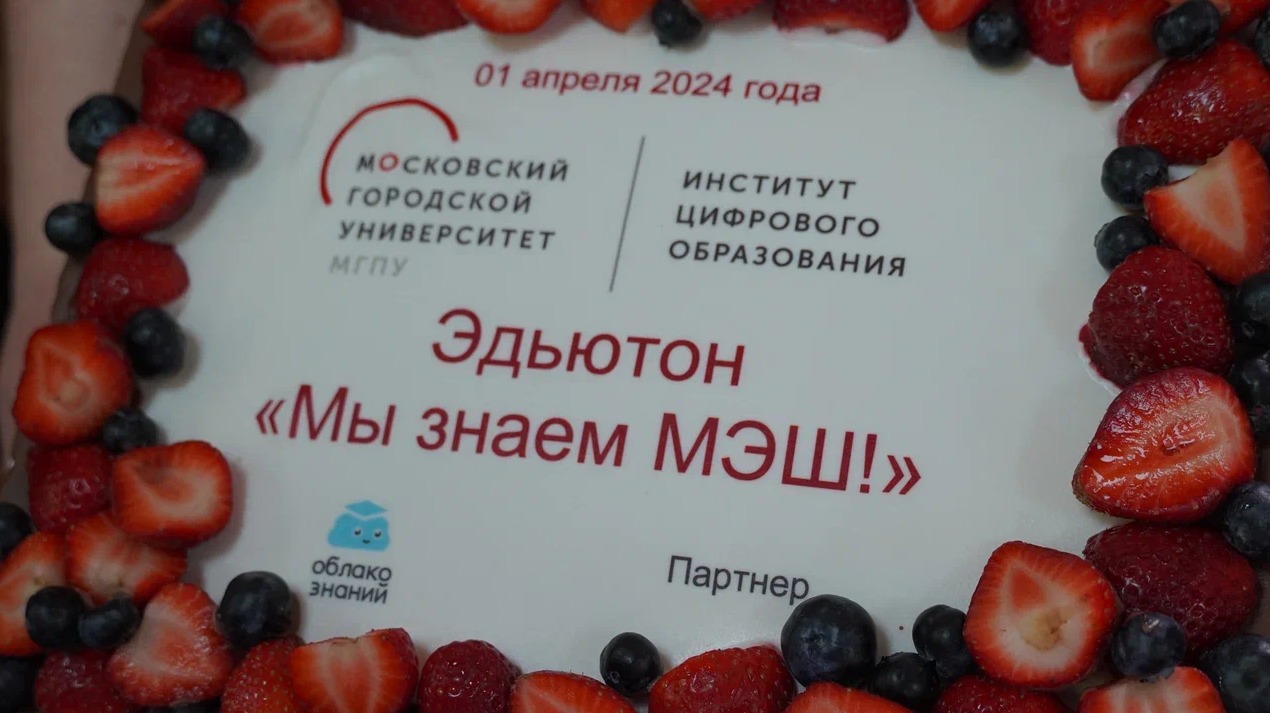 01 апреля 2024 года
МОСКОВСКИЙ
ГОРОДСКОЙ
УНИВЕРСИТЕТ
МГПУ
ИНСТИТУТ
ЦИФРОВОГО
ОБРАЗОВАНИЯ
Эдьютон
«Мы знаем МЭШ!»
облако
знаний
Партнер